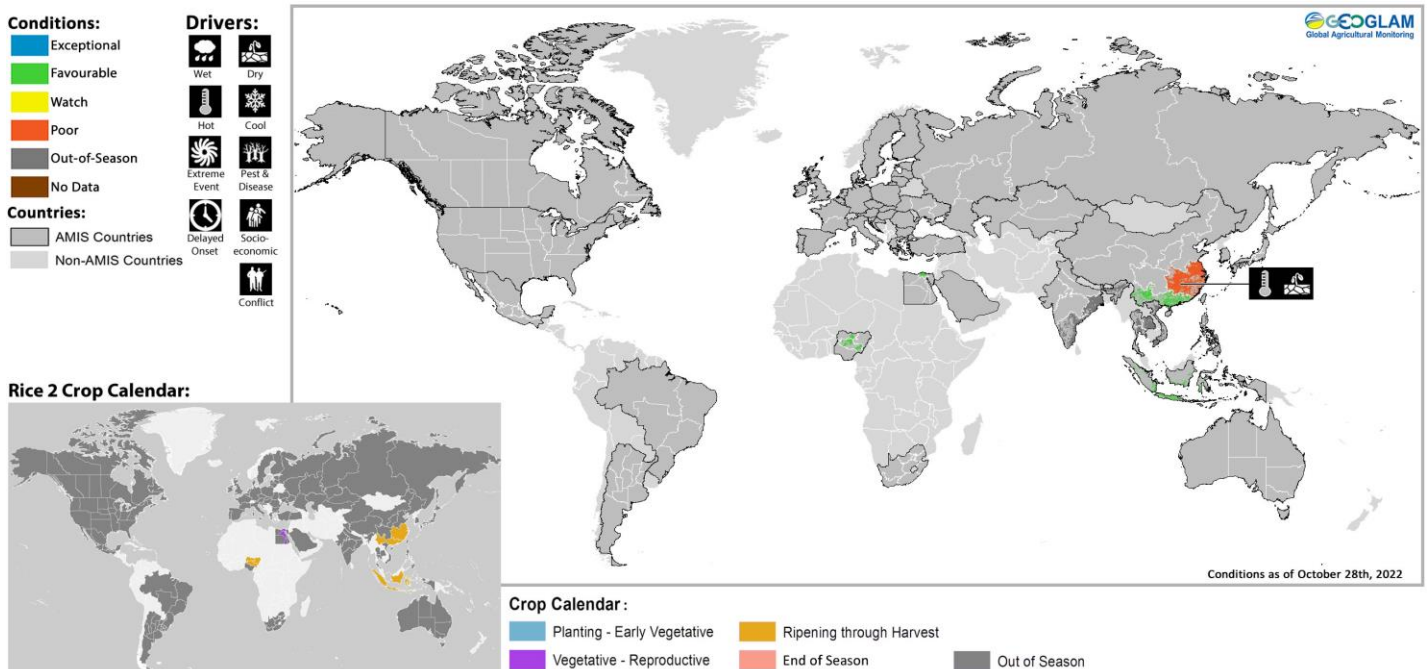 Conditions:
Exceptional
Favourable
Watch
Poor
Out-of-Season
No Data
Countries:
AMIS Countries
Non-AMIS Countries
Drivers:
Wet
Dry
Hot
Cool
Extreme
Event
Pest &
Disease
Delayed
Onset
Socio-
economic
Conflict
GEOGLAM
Global Agricultural Monitoring
Conditions as of October 28th, 2022
Rice 2 Crop Calendar:
Crop Calendar :
Planting - Early Vegetative
Ripening through Harvest
Vegetative - Reproductive
End of Season
Out of Season